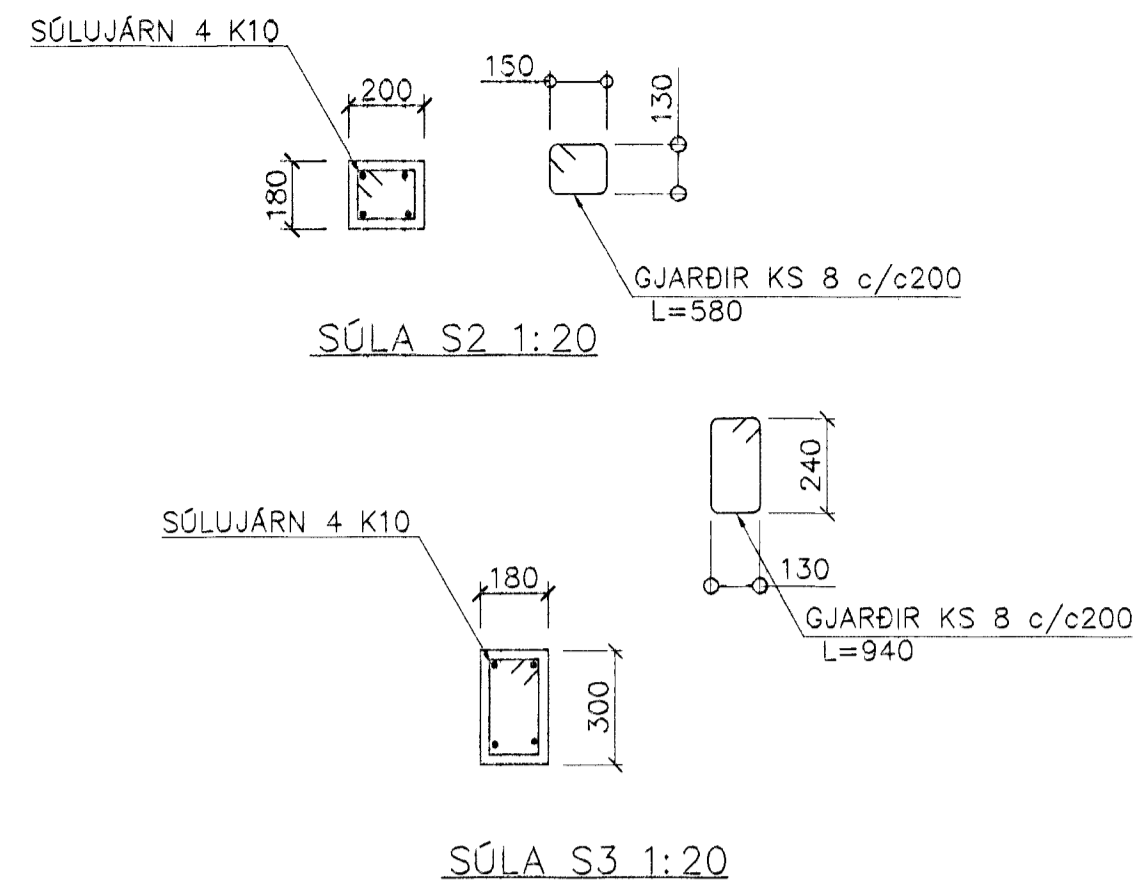 SÚLUJÁRN 4 K10
200
180
150
130
GJARÐIR KS 8 c/c200
L=580
SÚLA S2 1:20
240
130
GJARÐIR KS 8 c/c200
L=940
SÚLUJÁRN 4 K10
180
300
SÚLA S3 1:20